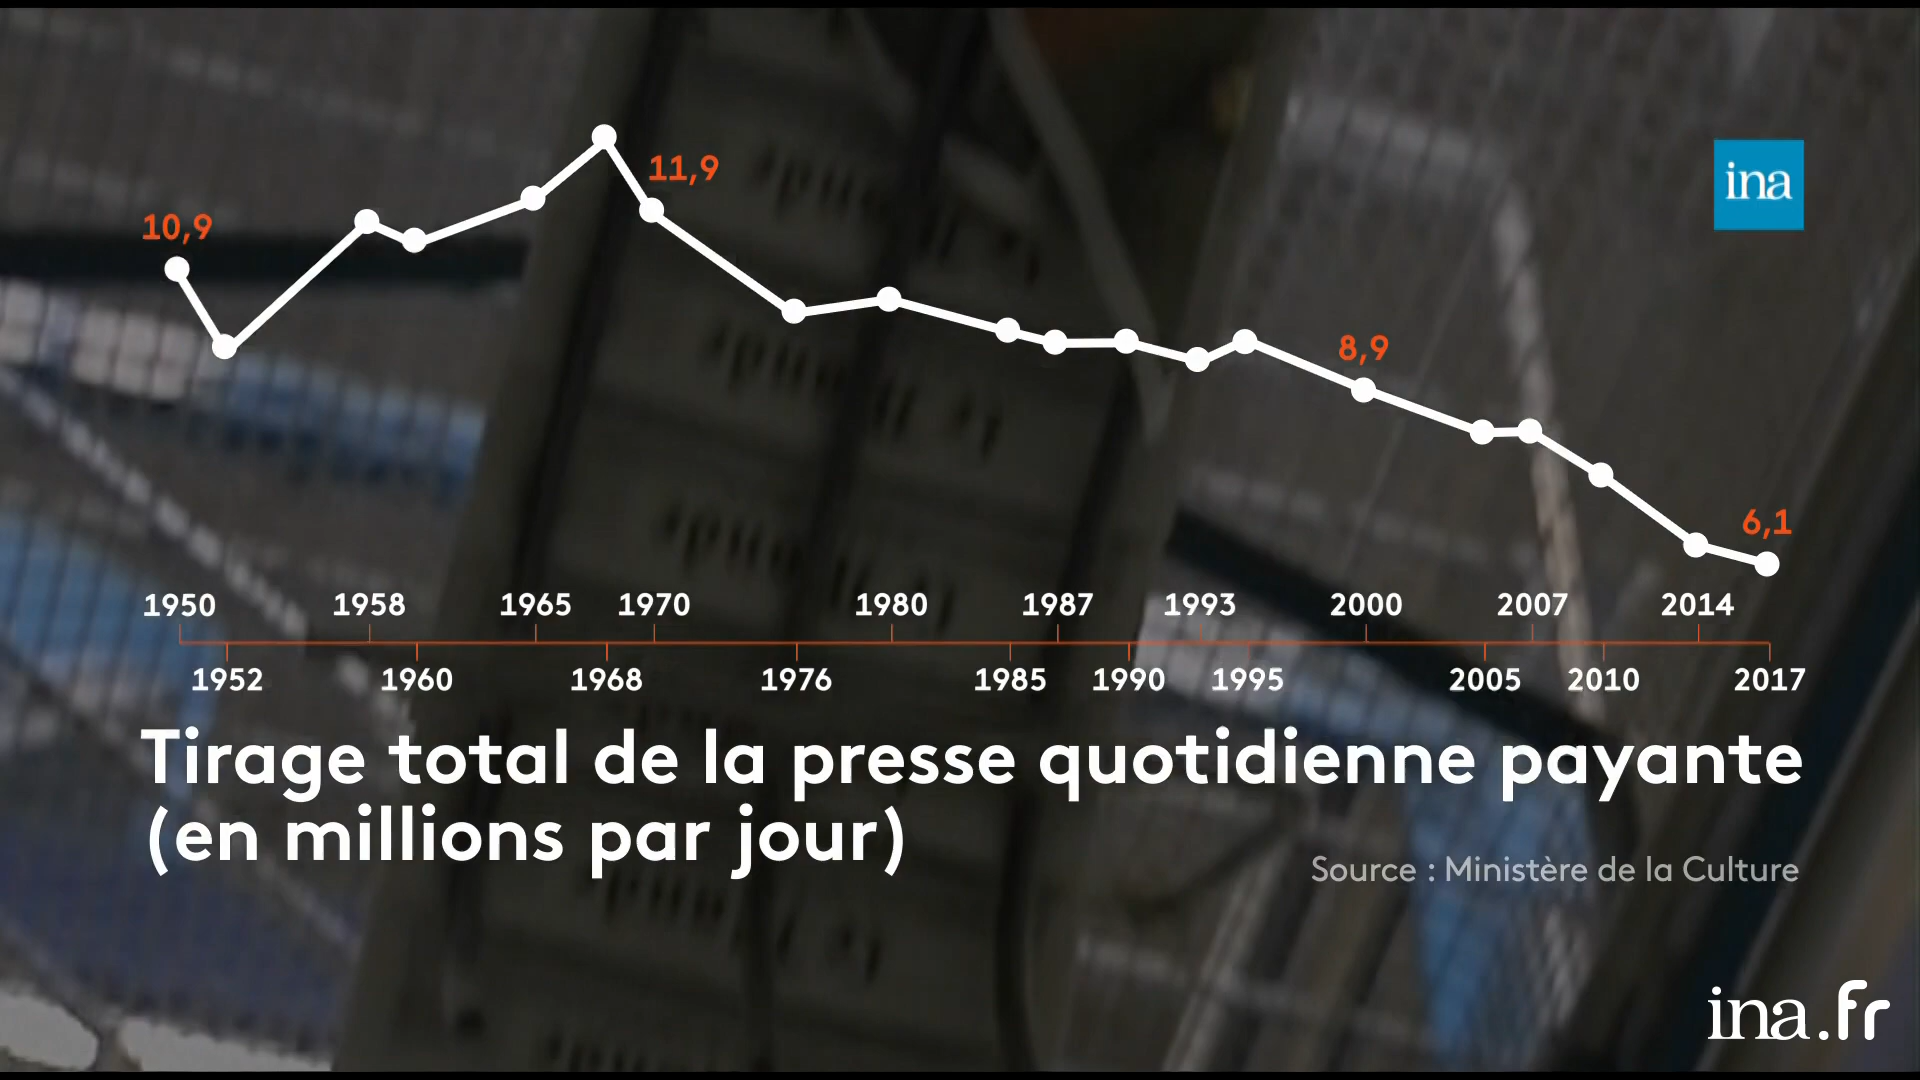 ina
11,9
10,9
8,9
6,1
1950 1958 1965 1970 1980 1987 1993 2000 2007 2014
1952 1960 1968 1976 1985 1990 1995 2005 2010 2017
Tirage total de la presse quotidienne payante
(en millions par jour)
Source : Ministère de la Culture
ina.fr